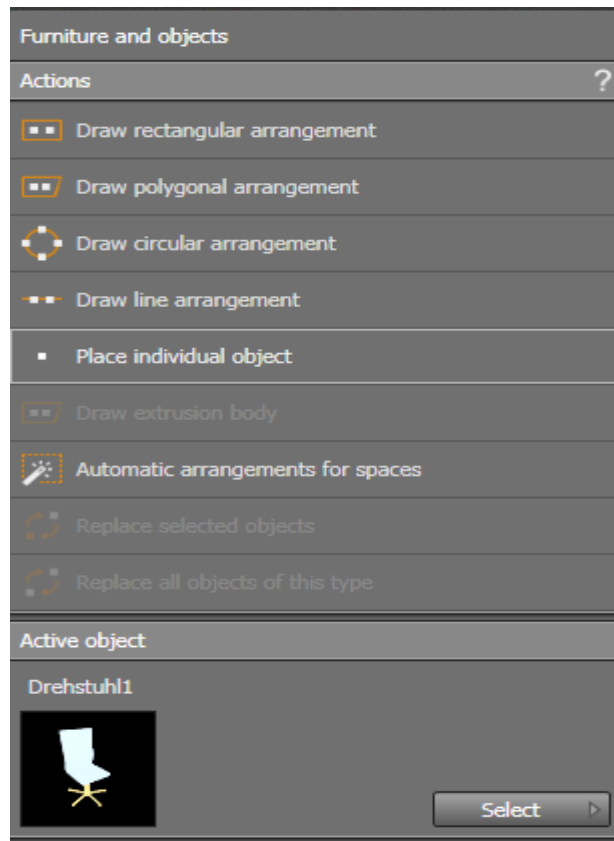 Furniture and objects
Actions ?
Draw rectangular arrangement
Draw polygonal arrangement
Draw circular arrangement
Draw line arrangement
Place individual object
Draw extrusion body
Automatic arrangements for spaces
Replace selected objects
Replace all objects of this type
Active object
Drehstuhl1
Select